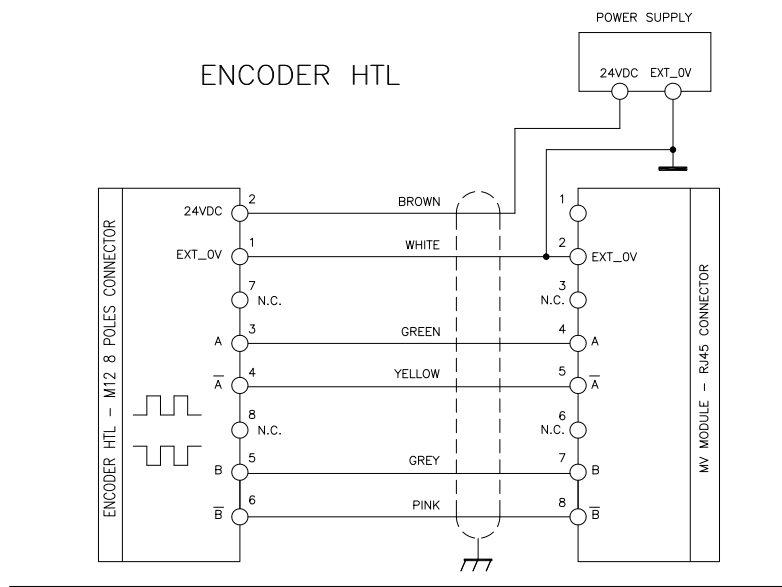 POWER SUPPLY
ENCODER HTL
24VDC EXT_0V
2 BROWN 1
24VDC
1 WHITE 2
EXT_0V EXT_0V
7 3
N.C. N.C.
3 GREEN 4
A A
4 YELLOW 5
A̅ A̅
8 6
N.C. N.C.
5 GREY 7
B B
6 PINK 8
B̅ B̅
ENCODER HTL – M12 8 POLES CONNECTOR
MV MODULE – RJ45 CONNECTOR